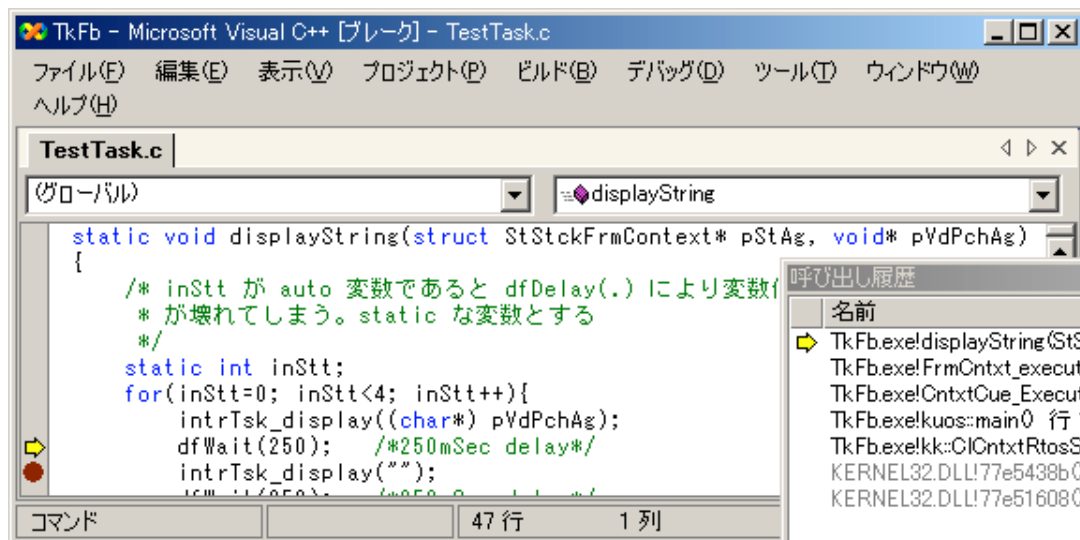 TkFb - Microsoft Visual C++ [ブレーク] - TestTask.c
ファイル(F) 編集(E) 表示(V) プロジェクト(P) ビルド(B) デバッグ(D) ツール(T) ウィンドウ(W)
ヘルプ(H)
TestTask.c
(グローバル) displayString
static void displayString(struct StStckFrmContext* pStAg, void* pVdPchAg)
{
/* inStt が auto 変数であると dfDelay(.) により変数
* が壊れてしまう。static な変数とする
*/
static int inStt;
for(inStt=0; inStt<4; inStt++){
intrTsk_display((char*) pVdPchAg);
dfWait(250); /*250mSec delay*/
intrTsk_display("");
コマンド 47 行 1 列
呼び出し履歴
名前
TkFb.exe!displayString(StS
TkFb.exe!FrmCntxt_execut
TkFb.exe!CntxtCue_Execut
TkFb.exe!kuos::main() 行
TkFb.exe!kk::ClCntxtRtosS
KERNEL32.DLL!77e5438b()
KERNEL32.DLL!77e51608()